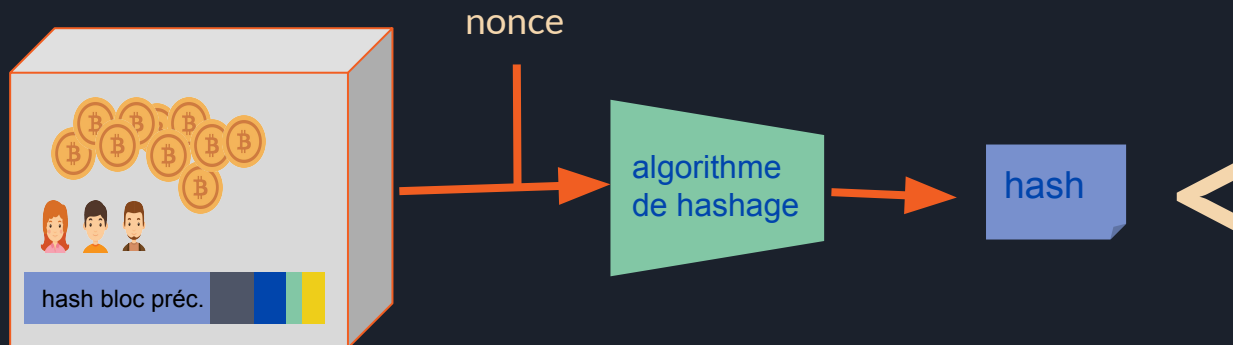 nonce
algorithme
de hashage
hash
<
hash bloc préc.